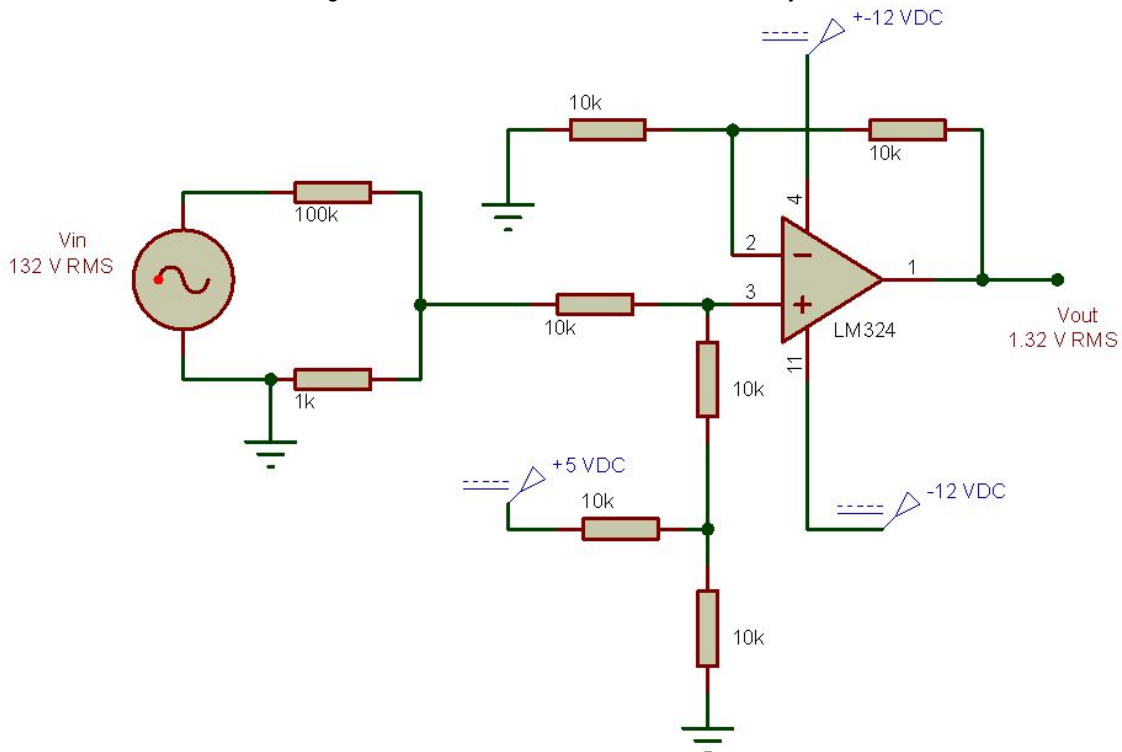 +-12 VDC
10k
10k
4
100k
Vin
132 V RMS
2
3
1
10k
LM324
Vout
1.32 V RMS
11
10k
1k
+5 VDC
10k
-12 VDC
10k